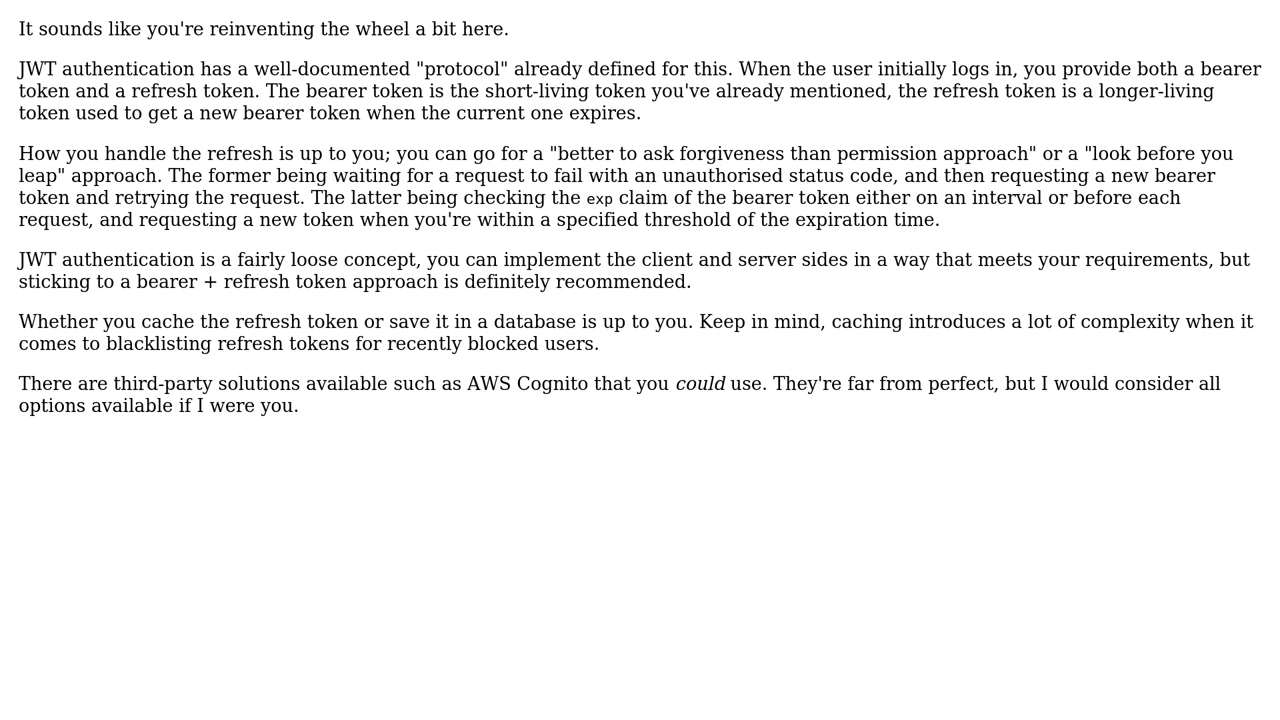 It sounds like you're reinventing the wheel a bit here.
JWT authentication has a well-documented "protocol" already defined for this. When the user initially logs in, you provide both a bearer
token and a refresh token. The bearer token is the short-living token you've already mentioned, the refresh token is a longer-living
token used to get a new bearer token when the current one expires.
How you handle the refresh is up to you; you can go for a "better to ask forgiveness than permission approach" or a "look before you
leap" approach. The former being waiting for a request to fail with an unauthorised status code, and then requesting a new bearer
token and retrying the request. The latter being checking the exp claim of the bearer token either on an interval or before each
request, and requesting a new token when you're within a specified threshold of the expiration time.
JWT authentication is a fairly loose concept, you can implement the client and server sides in a way that meets your requirements, but
sticking to a bearer + refresh token approach is definitely recommended.
Whether you cache the refresh token or save it in a database is up to you. Keep in mind, caching introduces a lot of complexity when it
comes to blacklisting refresh tokens for recently blocked users.
There are third-party solutions available such as AWS Cognito that you could use. They're far from perfect, but I would consider all
options available if I were you.